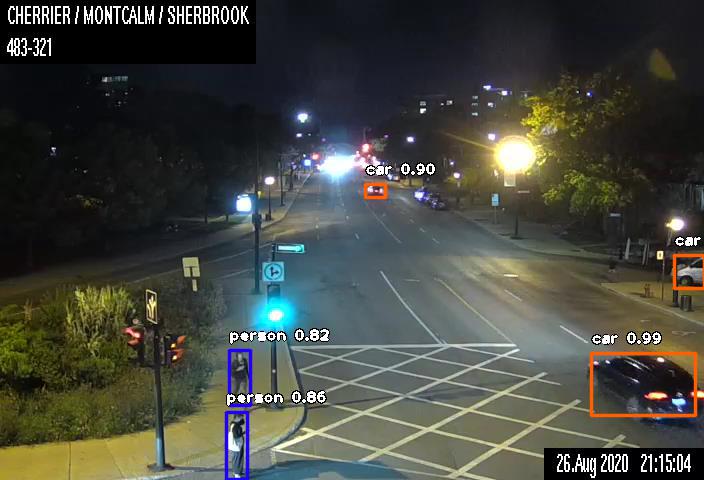 CHERRIER / MONTCALM / SHERBROOK
483-321
car 0.90
car
person 0.82
car 0.99
person 0.86
26.Aug 2020 21:15:04